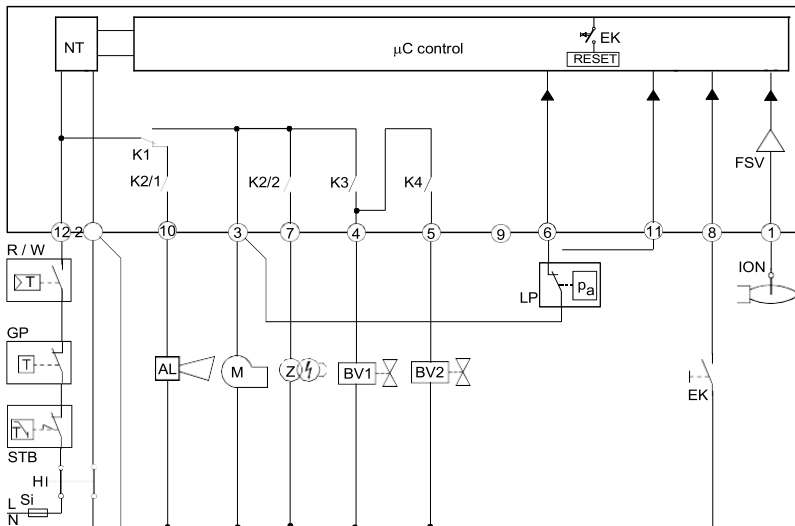 NT
µC control
EK
RESET
K1
K2/1
K2/2
K3
K4
FSV
12 2 10 3 7 4 5 9 6 11 8 1
R / W
T
LP
pa
ION
GP
T
AL
M
Z
BV1
BV2
EK
T
STB
HI
L
Si
N